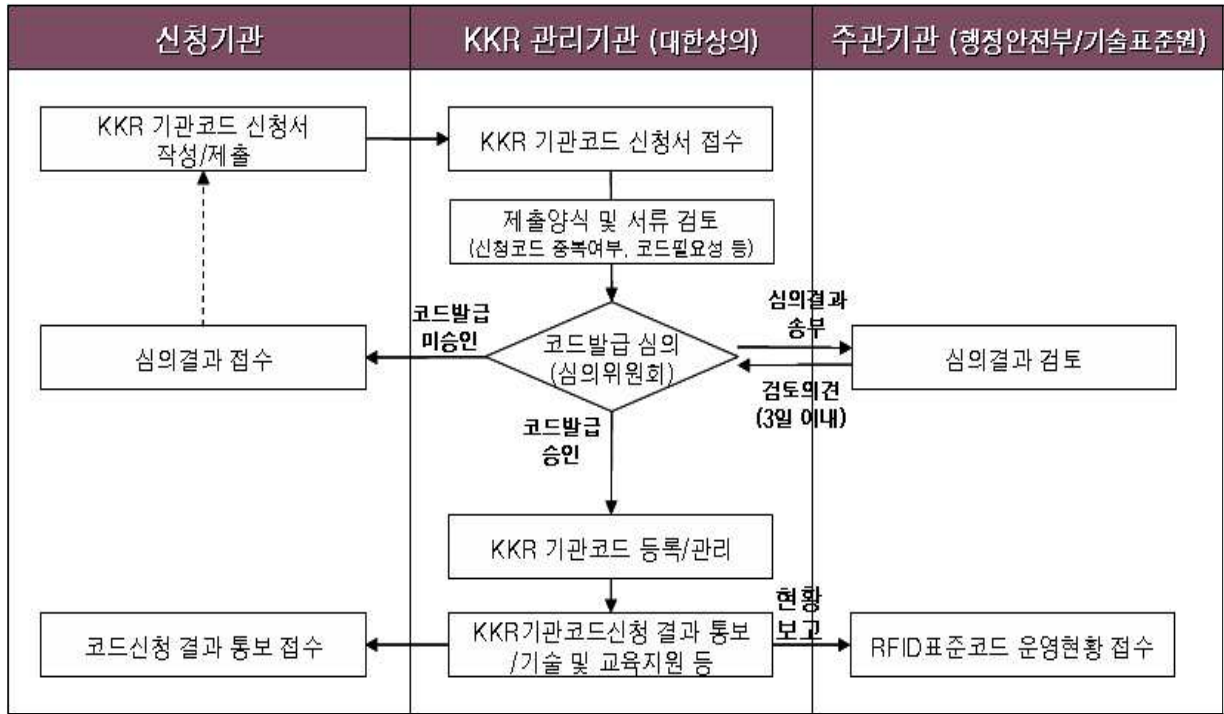 신청기관
KKR 관리기관 (대한상의)
주관기관 (행정안전부/기술표준원)
KKR 기관코드 신청서
작성/제출
KKR 기관코드 신청서 접수
제출양식 및 서류 검토
(신청코드 중복여부, 코드필요성 등)
코드발급
미승인
심의결과
송부
심의결과 접수
코드발급 심의
(심의위원회)
심의결과 검토
검토의견
(3일 이내)
코드발급
승인
KKR 기관코드 등록/관리
현황
보고
코드신청 결과 통보 접수
KKR기관코드신청 결과 통보
/기술 및 교육지원 등
RFID표준코드 운영현황 접수